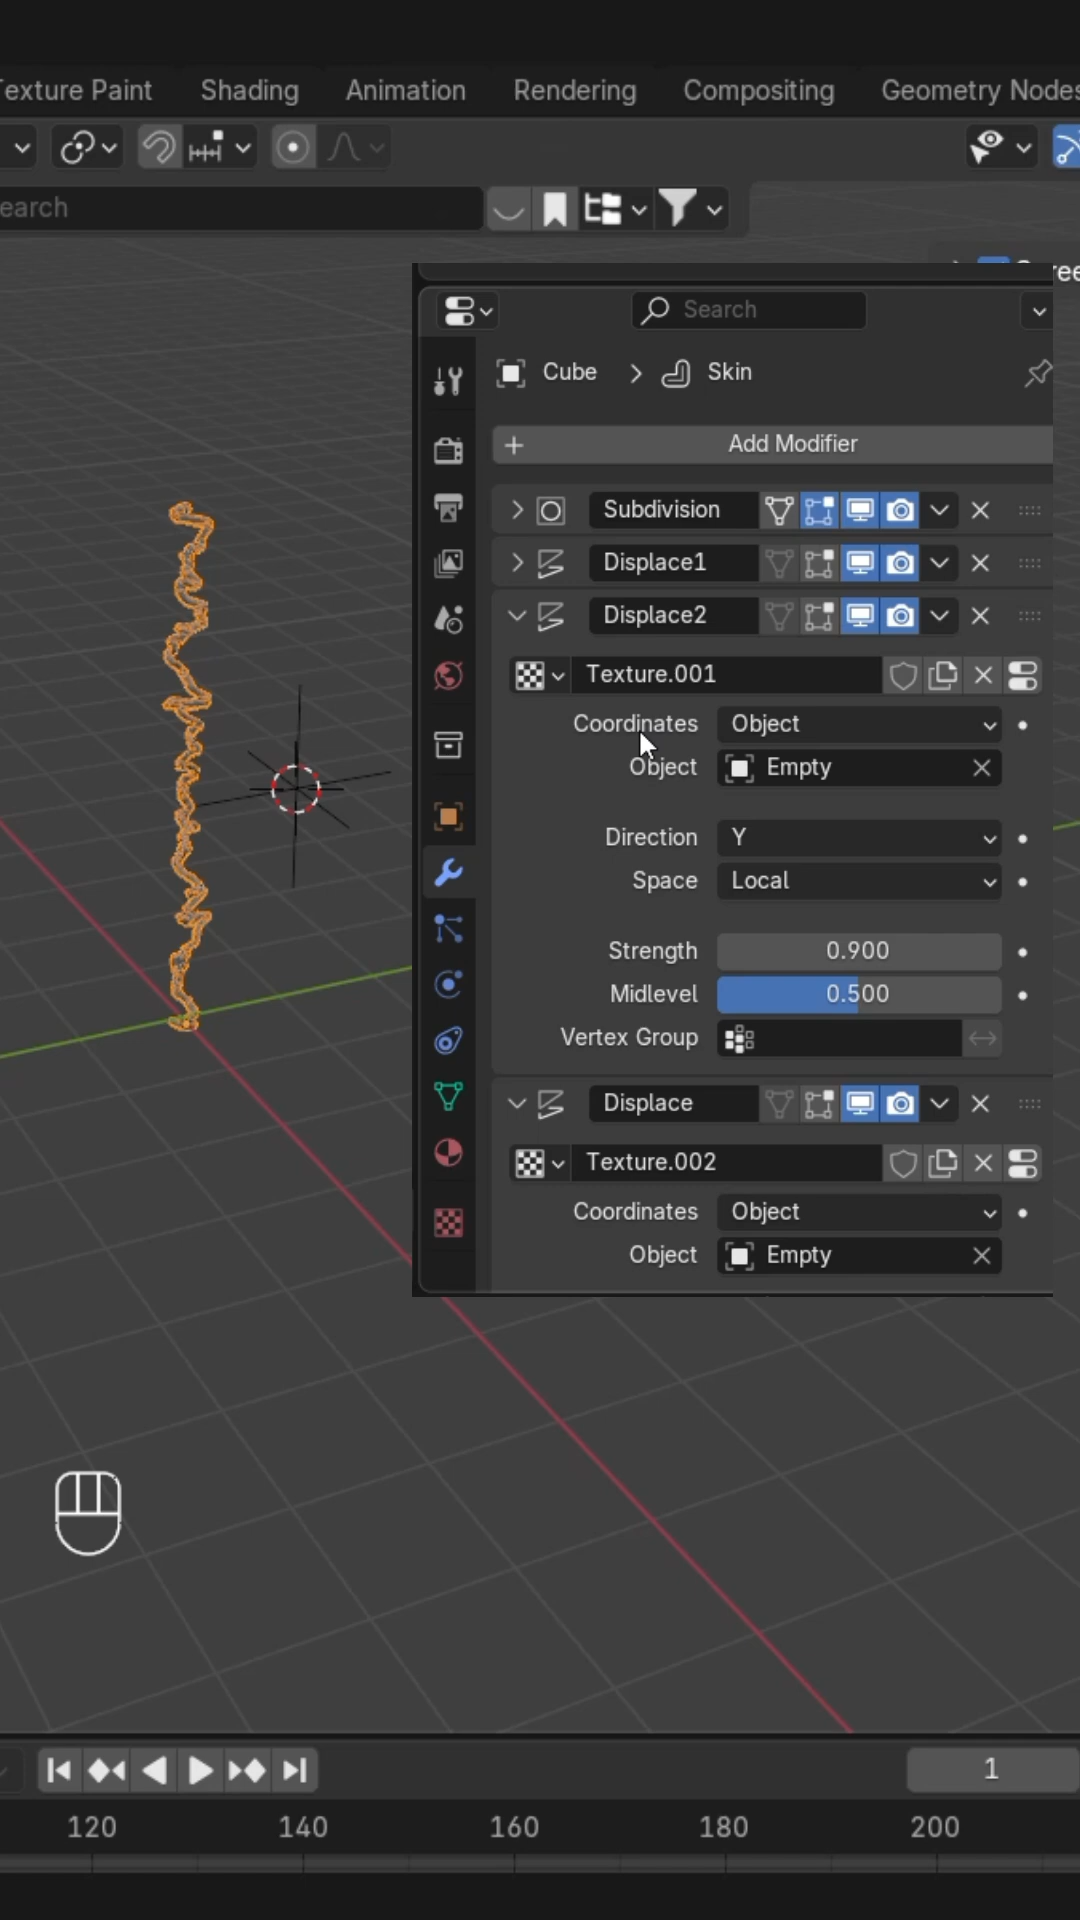 Texture Paint Shading Animation Rendering Compositing Geometry Nodes
earch
ree
Search
Cube > Skin
+ Add Modifier
Subdivision
Displace1
Displace2
Texture.001
Coordinates Object
Object Empty
Direction Y
Space Local
Strength 0.900
Midlevel 0.500
Vertex Group
Displace
Texture.002
Coordinates Object
Object Empty
1
120 140 160 180 200